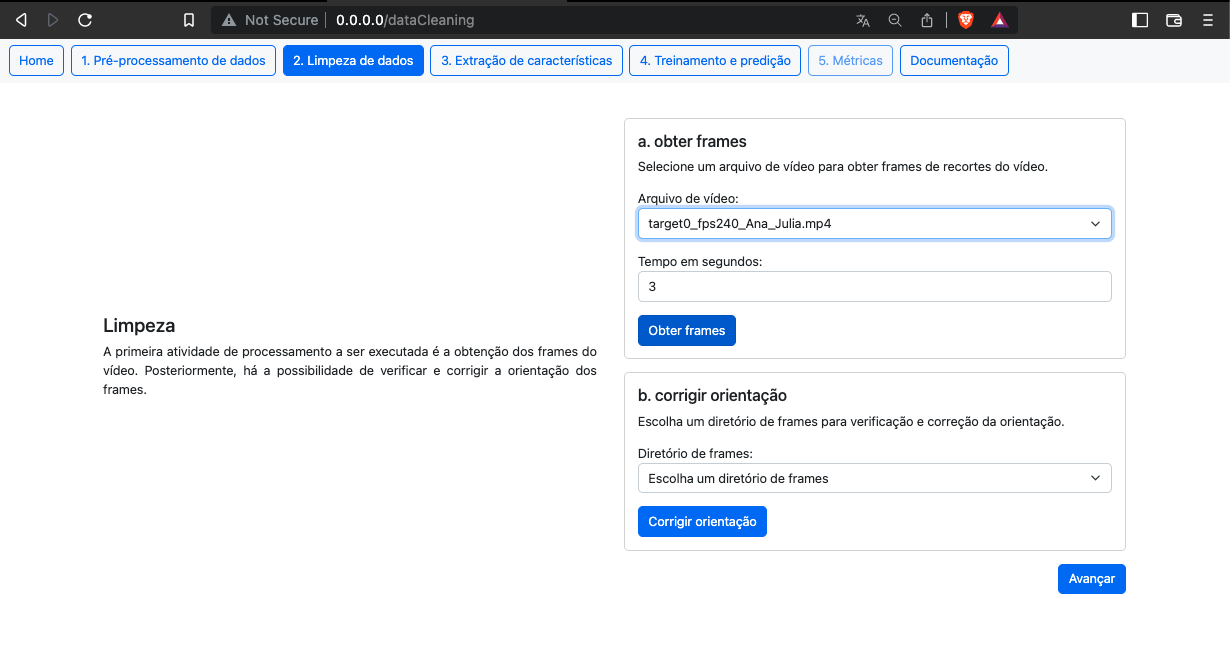 Not Secure 0.0.0.0/dataCleaning
Home 1. Pré-processamento de dados 2. Limpeza de dados 3. Extração de características 4. Treinamento e predição 5. Métricas Documentação
Limpeza
A primeira atividade de processamento a ser executada é a obtenção dos frames do
vídeo. Posteriormente, há a possibilidade de verificar e corrigir a orientação dos
frames.
a. obter frames
Selecione um arquivo de vídeo para obter frames de recortes do vídeo.
Arquivo de vídeo:
target0_fps240_Ana_Julia.mp4
Tempo em segundos:
3
Obter frames
b. corrigir orientação
Escolha um diretório de frames para verificação e correção da orientação.
Diretório de frames:
Escolha um diretório de frames
Corrigir orientação
Avançar